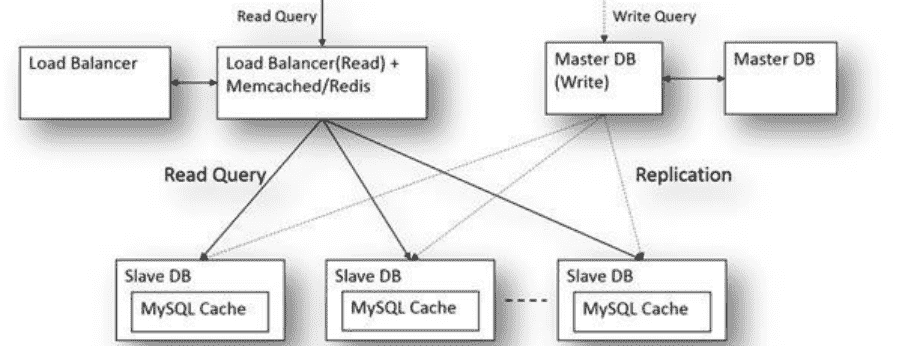 Read Query
Write Query
Load Balancer
Load Balancer(Read) +
Memcached/Redis
Master DB
(Write)
Master DB
Read Query
Replication
Slave DB
MySQL Cache
Slave DB
MySQL Cache
Slave DB
MySQL Cache